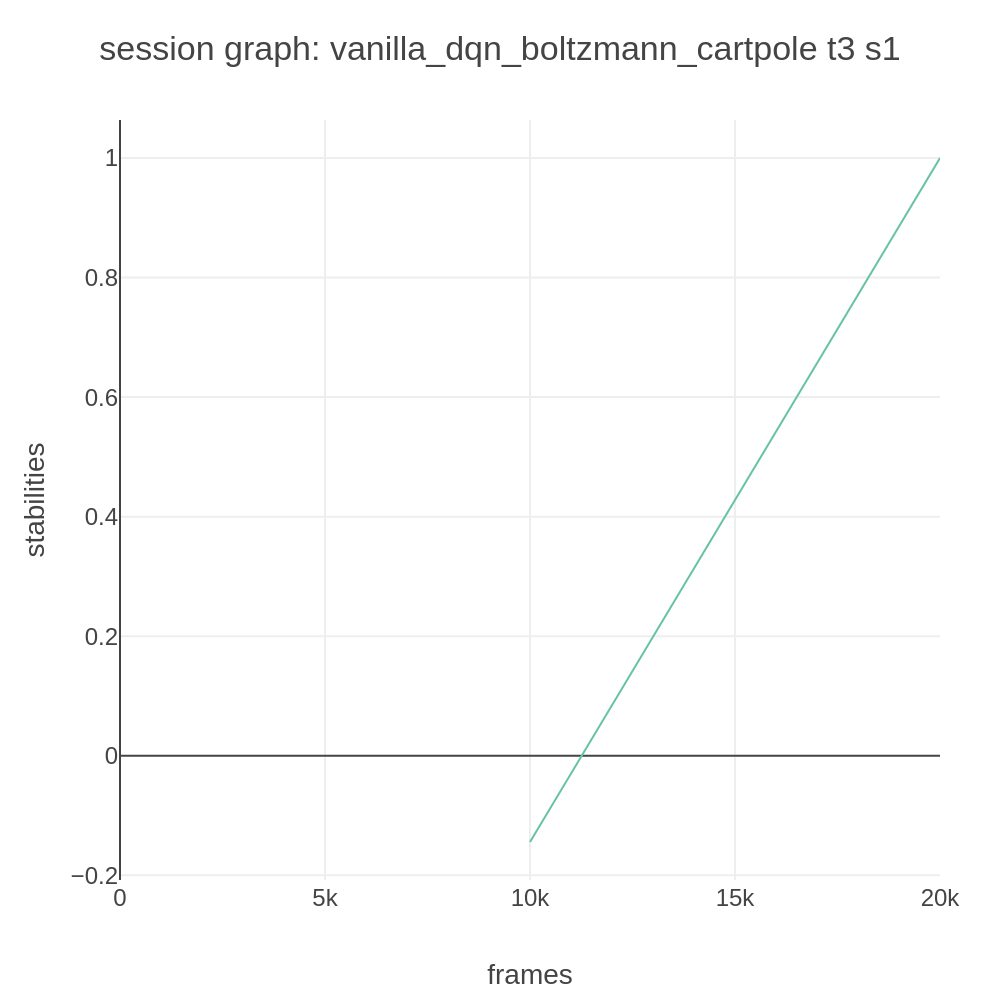 session graph: vanilla_dqn_boltzmann_cartpole t3 s1
1
0.8
0.6
0.4
0.2
0
−0.2
stabilities
0 5k 10k 15k 20k
frames